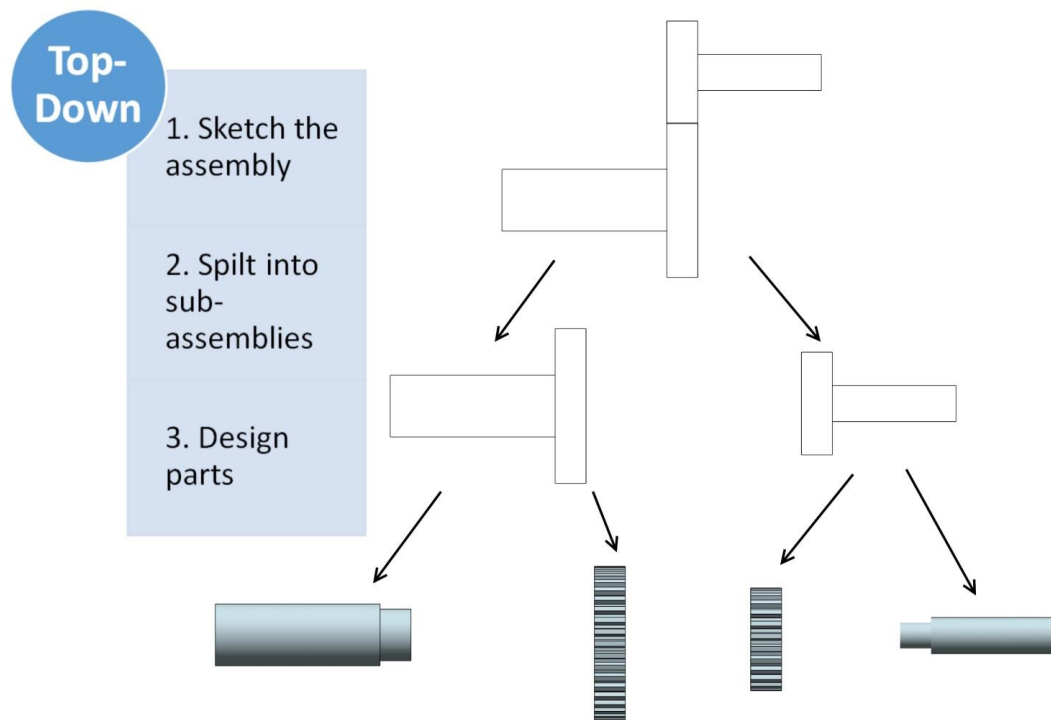 Top-
Down
1. Sketch the
assembly
2. Spilt into
sub-
assemblies
3. Design
parts